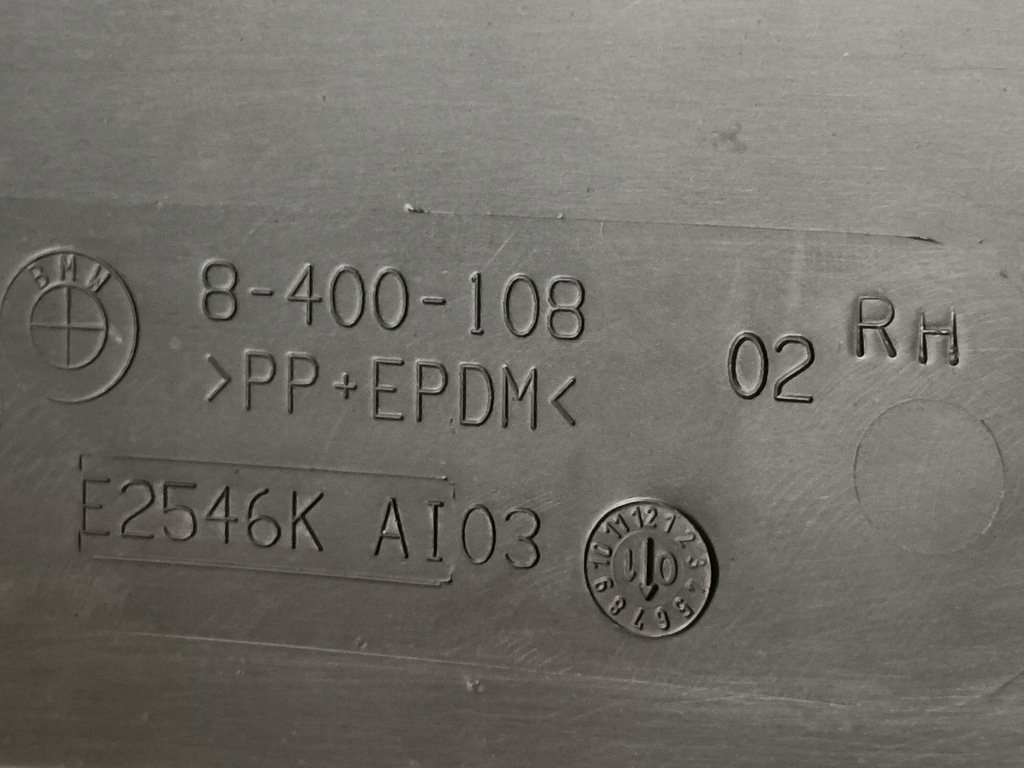 BMW
8-400-108
>PP+EPDM<
02 RH
E2546K AI03
12 1 2 3 4 5 6 7 8 9 10 11